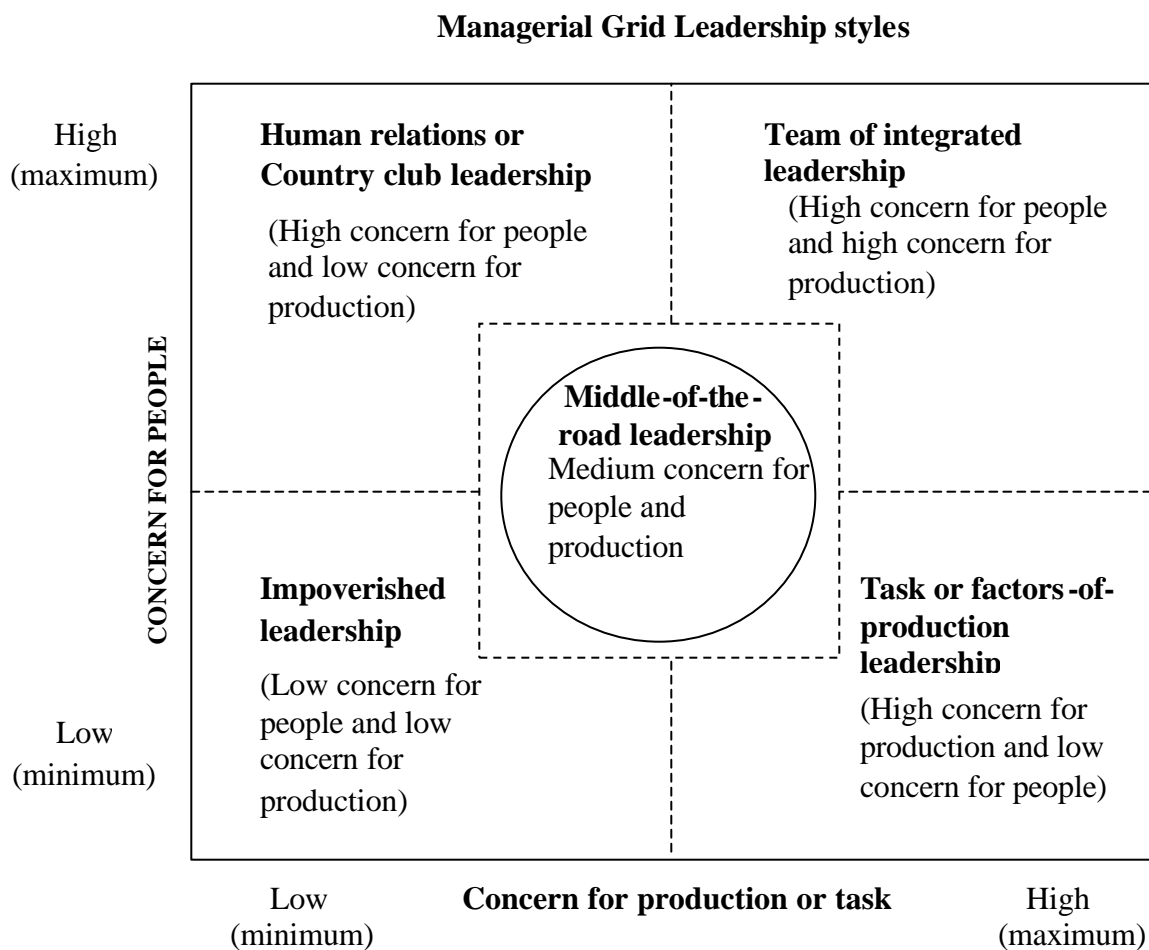 Managerial Grid Leadership styles
High
(maximum)
Human relations or
Country club leadership
(High concern for people
and low concern for
production)
Team of integrated
leadership
(High concern for people
and high concern for
production)
CONCERN FOR PEOPLE
Middle-of-the-
road leadership
Medium concern for
people and
production
Impoverished
leadership
(Low concern for
people and low
concern for
production)
Task or factors-of-
production
leadership
(High concern for
production and low
concern for people)
Low
(minimum)
Low
(minimum)
Concern for production or task
High
(maximum)